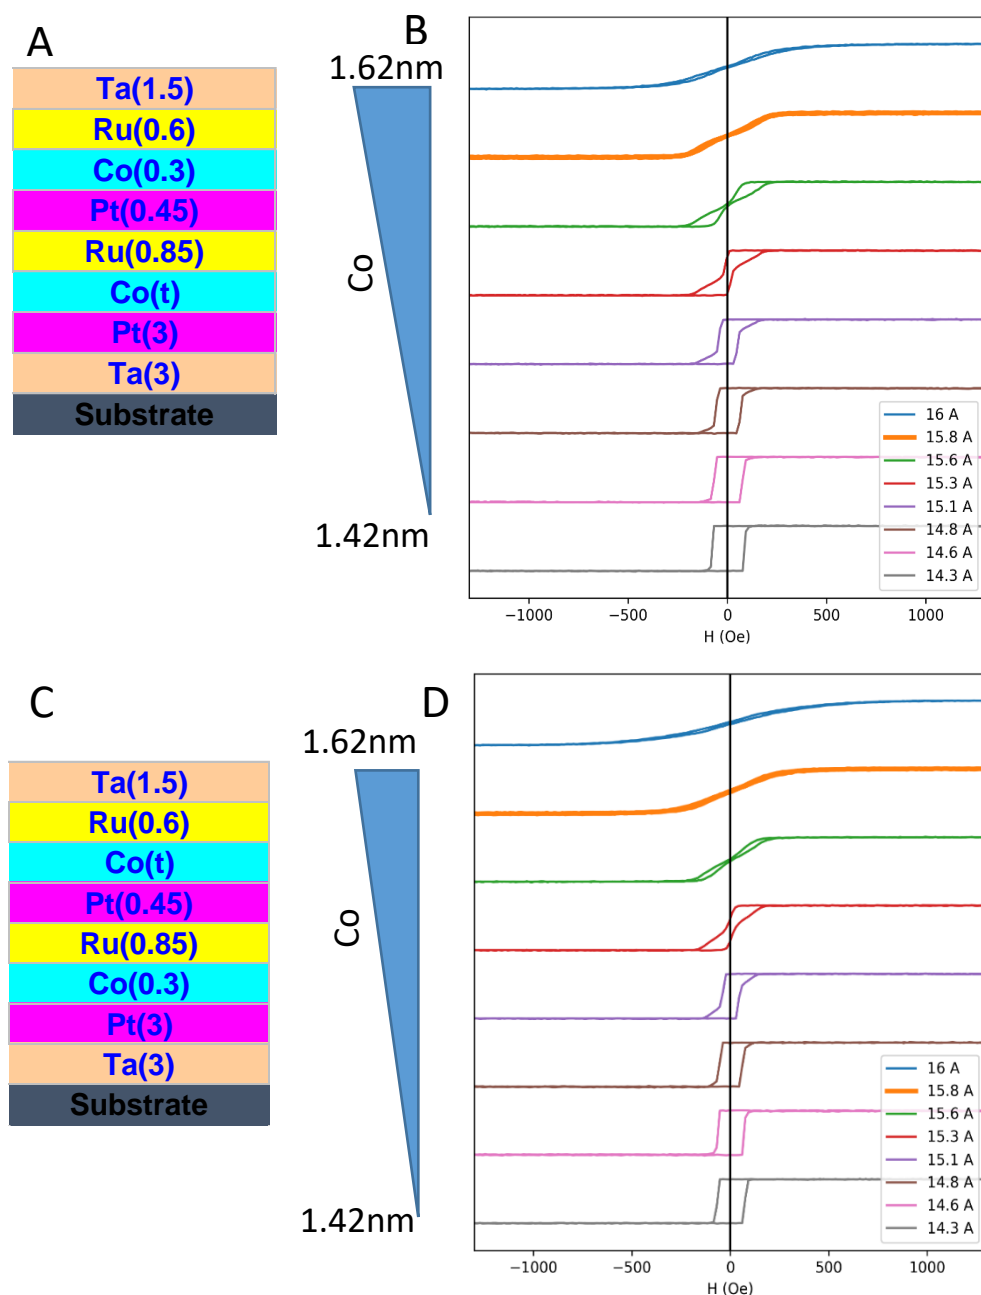 A
Ta(1.5)
Ru(0.6)
Co(0.3)
Pt(0.45)
Ru(0.85)
Co(t)
Pt(3)
Ta(3)
Substrate
B
1.62nm
Co
1.42nm
16 A
15.8 A
15.6 A
15.3 A
15.1 A
14.8 A
14.6 A
14.3 A
−1000 −500 0 500 1000
H (Oe)
C
Ta(1.5)
Ru(0.6)
Co(t)
Pt(0.45)
Ru(0.85)
Co(0.3)
Pt(3)
Ta(3)
Substrate
D
1.62nm
Co
1.42nm
16 A
15.8 A
15.6 A
15.3 A
15.1 A
14.8 A
14.6 A
14.3 A
−1000 −500 0 500 1000
H (Oe)